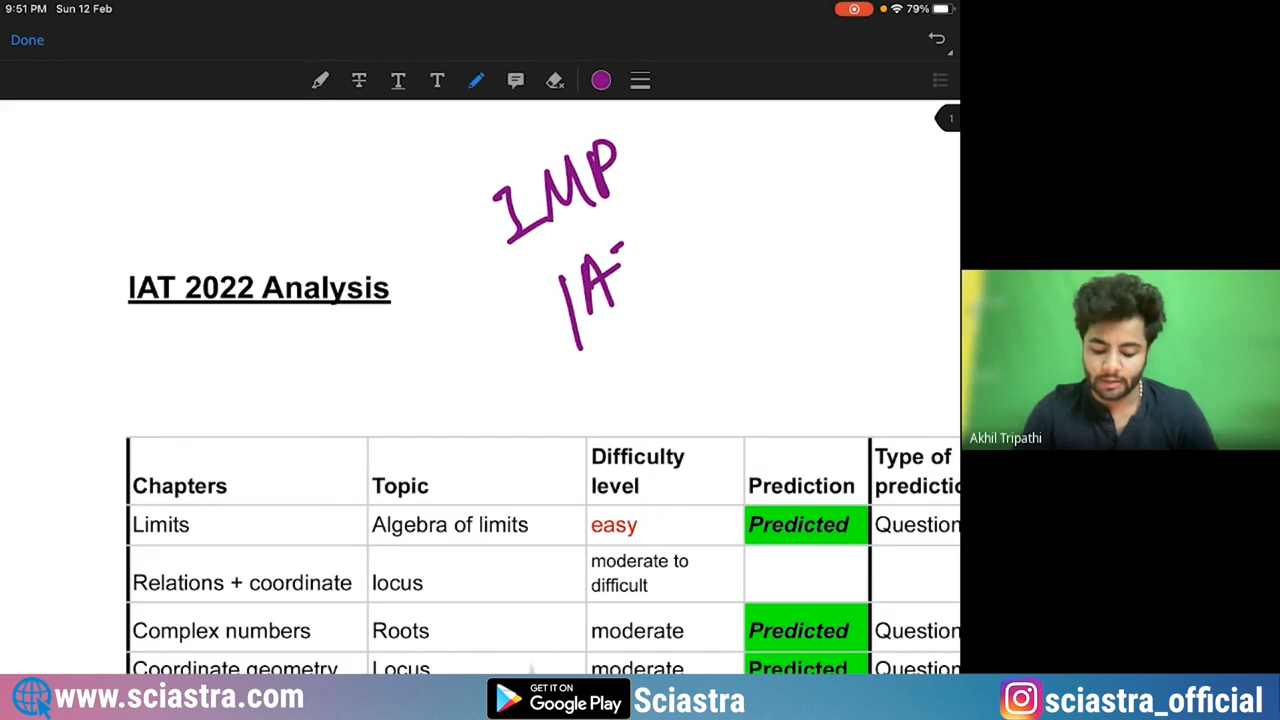 9:51 PM Sun 12 Feb
79%
Done
1
IMP
IAT 2022 Analysis
Chapters Topic Difficulty level Prediction Type of
Limits Algebra of limits easy Predicted Question
Relations + coordinate locus moderate to difficult
Complex numbers Roots moderate Predicted Question
Coordinate geometry Locus moderate Predicted Question
Akhil Tripathi
www.sciastra.com
GET IT ON
Google Play
Sciastra
sciastra_official